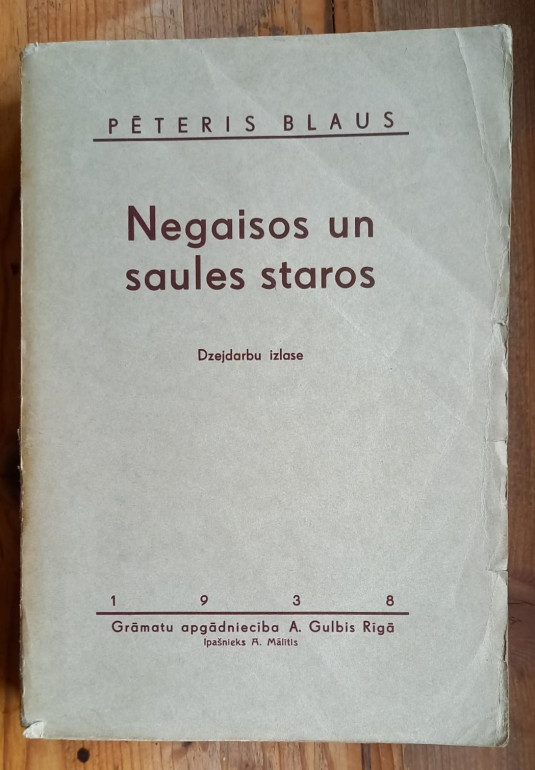 PĒTERIS BLAUS
Negaisos un
saules staros
Dzejdarbu izlase
1 9 3 8
Grāmatu apgādniecība A. Gulbis Rīgā
Īpašnieks A. Mālītis